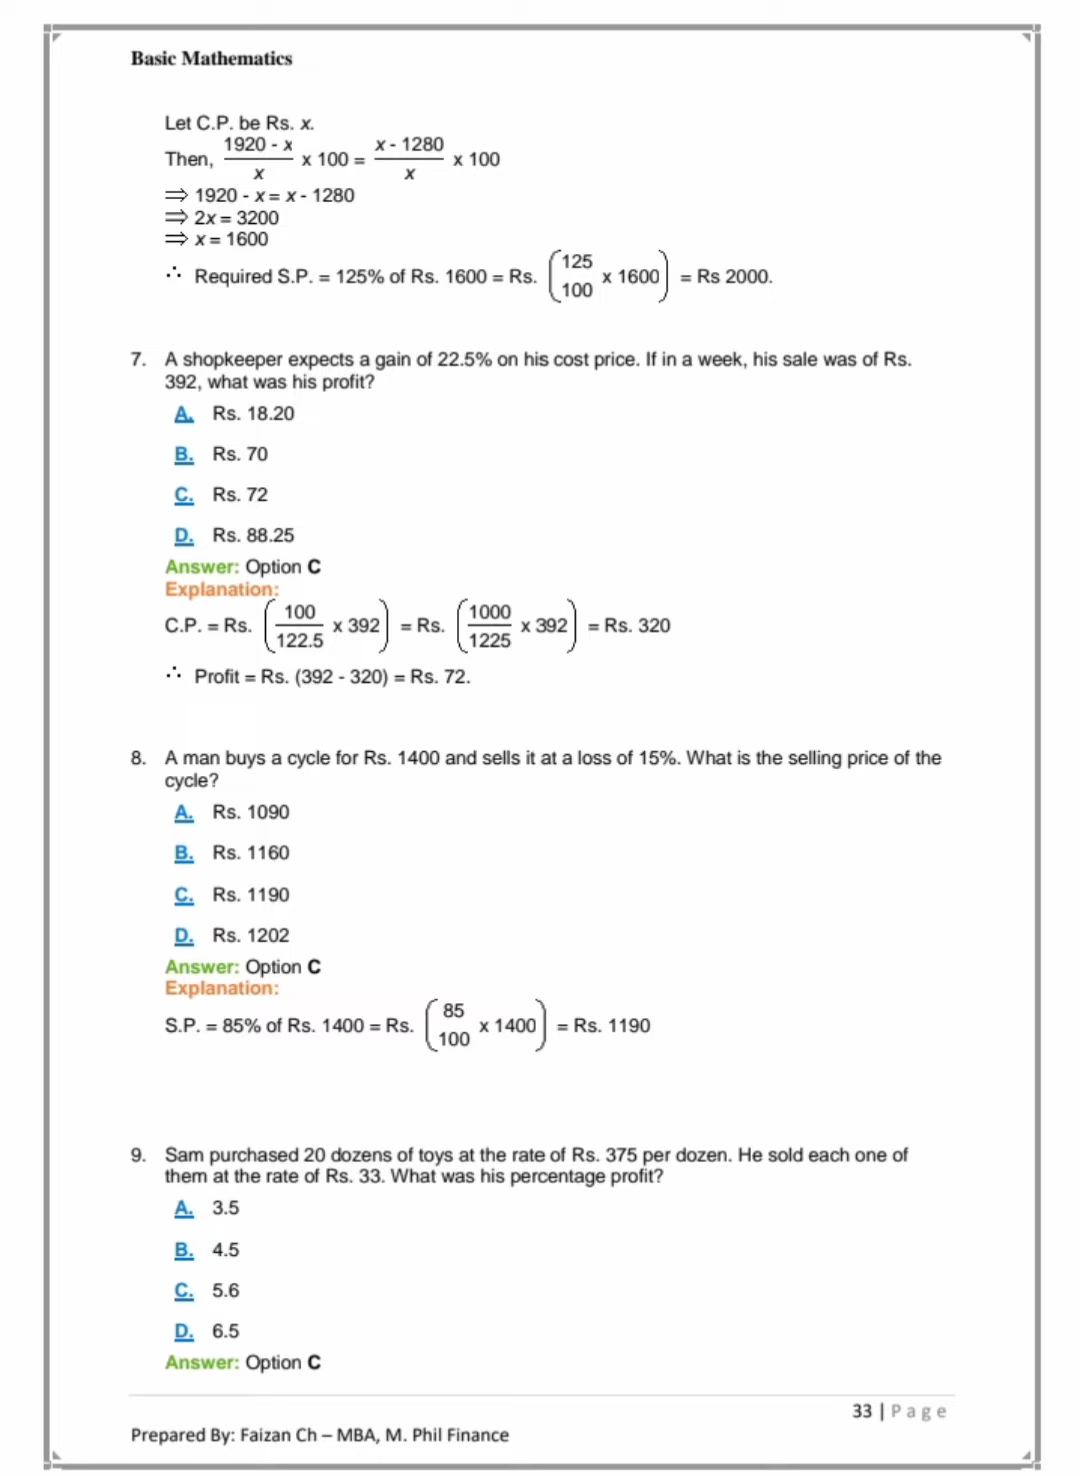 Basic Mathematics
Let C.P. be Rs. x.
Then, 1920 - x / x x 100 = x - 1280 / x x 100
⇒ 1920 - x = x - 1280
⇒ 2x = 3200
⇒ x = 1600
∴ Required S.P. = 125% of Rs. 1600 = Rs. (125 / 100 x 1600) = Rs 2000.
7. A shopkeeper expects a gain of 22.5% on his cost price. If in a week, his sale was of Rs.
392, what was his profit?
A. Rs. 18.20
B. Rs. 70
C. Rs. 72
D. Rs. 88.25
Answer: Option C
Explanation:
C.P. = Rs. (100 / 122.5 x 392) = Rs. (1000 / 1225 x 392) = Rs. 320
∴ Profit = Rs. (392 - 320) = Rs. 72.
8. A man buys a cycle for Rs. 1400 and sells it at a loss of 15%. What is the selling price of the
cycle?
A. Rs. 1090
B. Rs. 1160
C. Rs. 1190
D. Rs. 1202
Answer: Option C
Explanation:
S.P. = 85% of Rs. 1400 = Rs. (85 / 100 x 1400) = Rs. 1190
9. Sam purchased 20 dozens of toys at the rate of Rs. 375 per dozen. He sold each one of
them at the rate of Rs. 33. What was his percentage profit?
A. 3.5
B. 4.5
C. 5.6
D. 6.5
Answer: Option C
33 | Page
Prepared By: Faizan Ch – MBA, M. Phil Finance